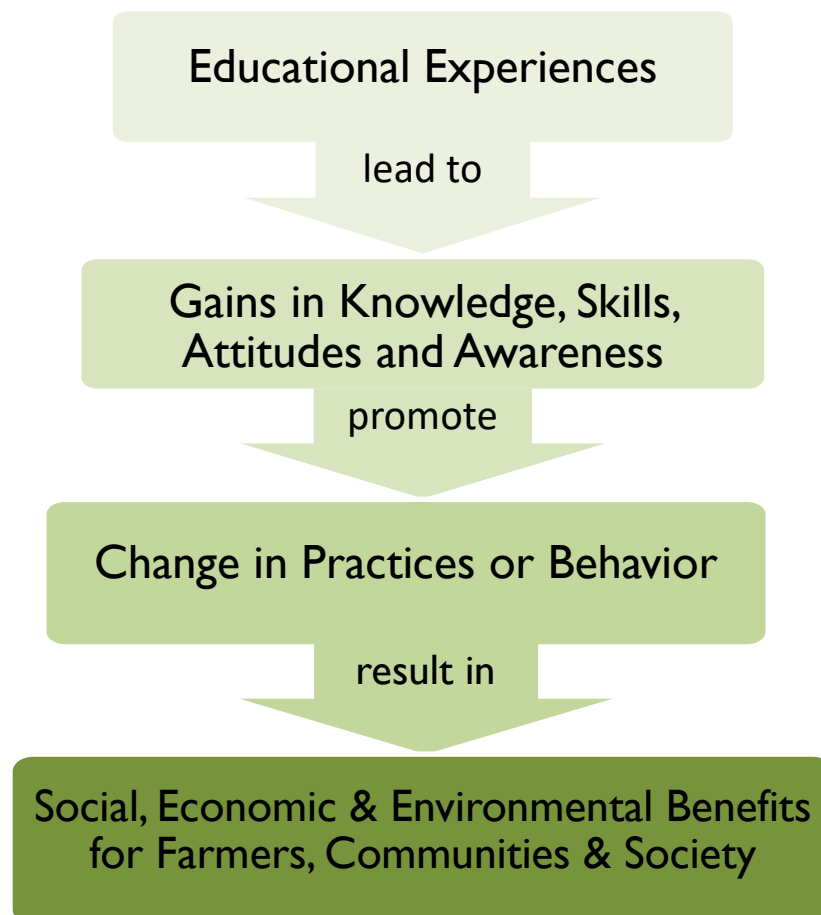 Educational Experiences
lead to
Gains in Knowledge, Skills,
Attitudes and Awareness
promote
Change in Practices or Behavior
result in
Social, Economic & Environmental Benefits
for Farmers, Communities & Society